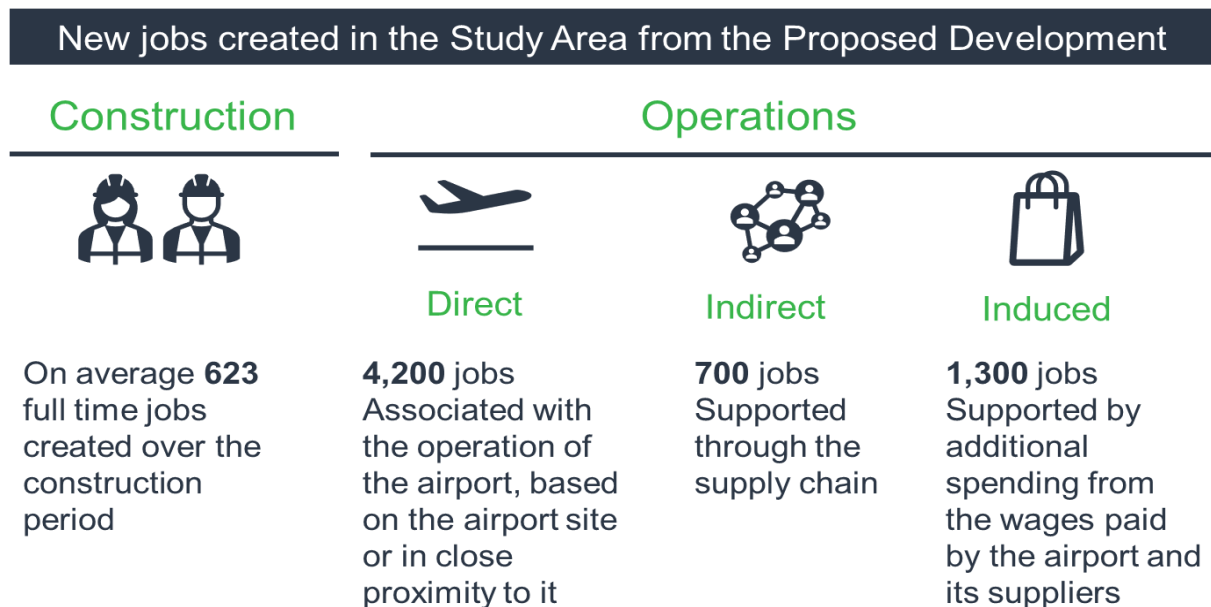 New jobs created in the Study Area from the Proposed Development
Construction
Operations
Direct
Indirect
Induced
On average 623
full time jobs
created over the
construction
period
4,200 jobs
Associated with
the operation of
the airport, based
on the airport site
or in close
proximity to it
700 jobs
Supported
through the
supply chain
1,300 jobs
Supported by
additional
spending from
the wages paid
by the airport and
its suppliers